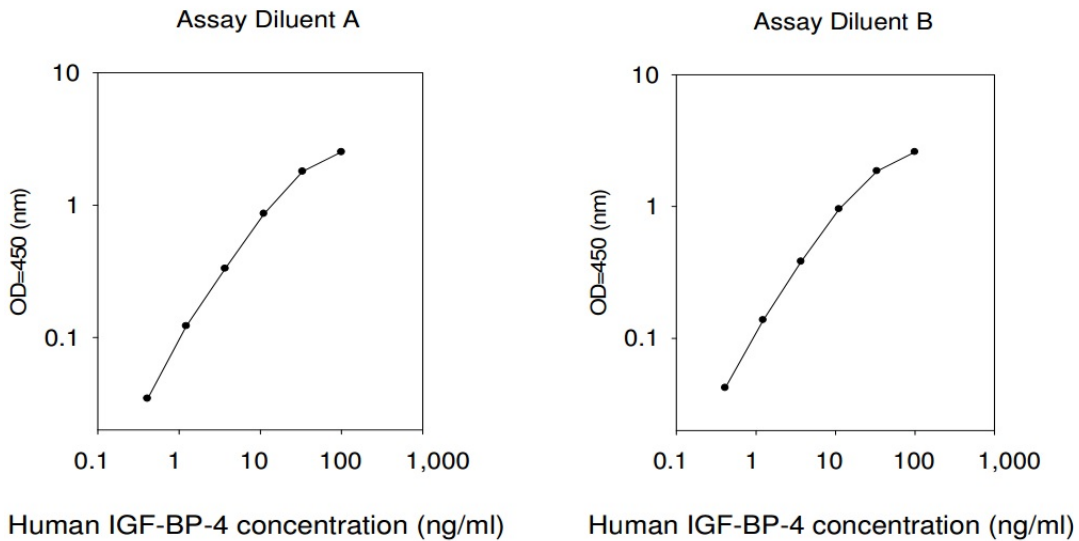 Assay Diluent A
10
1
0.1
OD=450 (nm)
0.1 1 10 100 1,000
Human IGF-BP-4 concentration (ng/ml)
Assay Diluent B
10
1
0.1
OD=450 (nm)
0.1 1 10 100 1,000
Human IGF-BP-4 concentration (ng/ml)